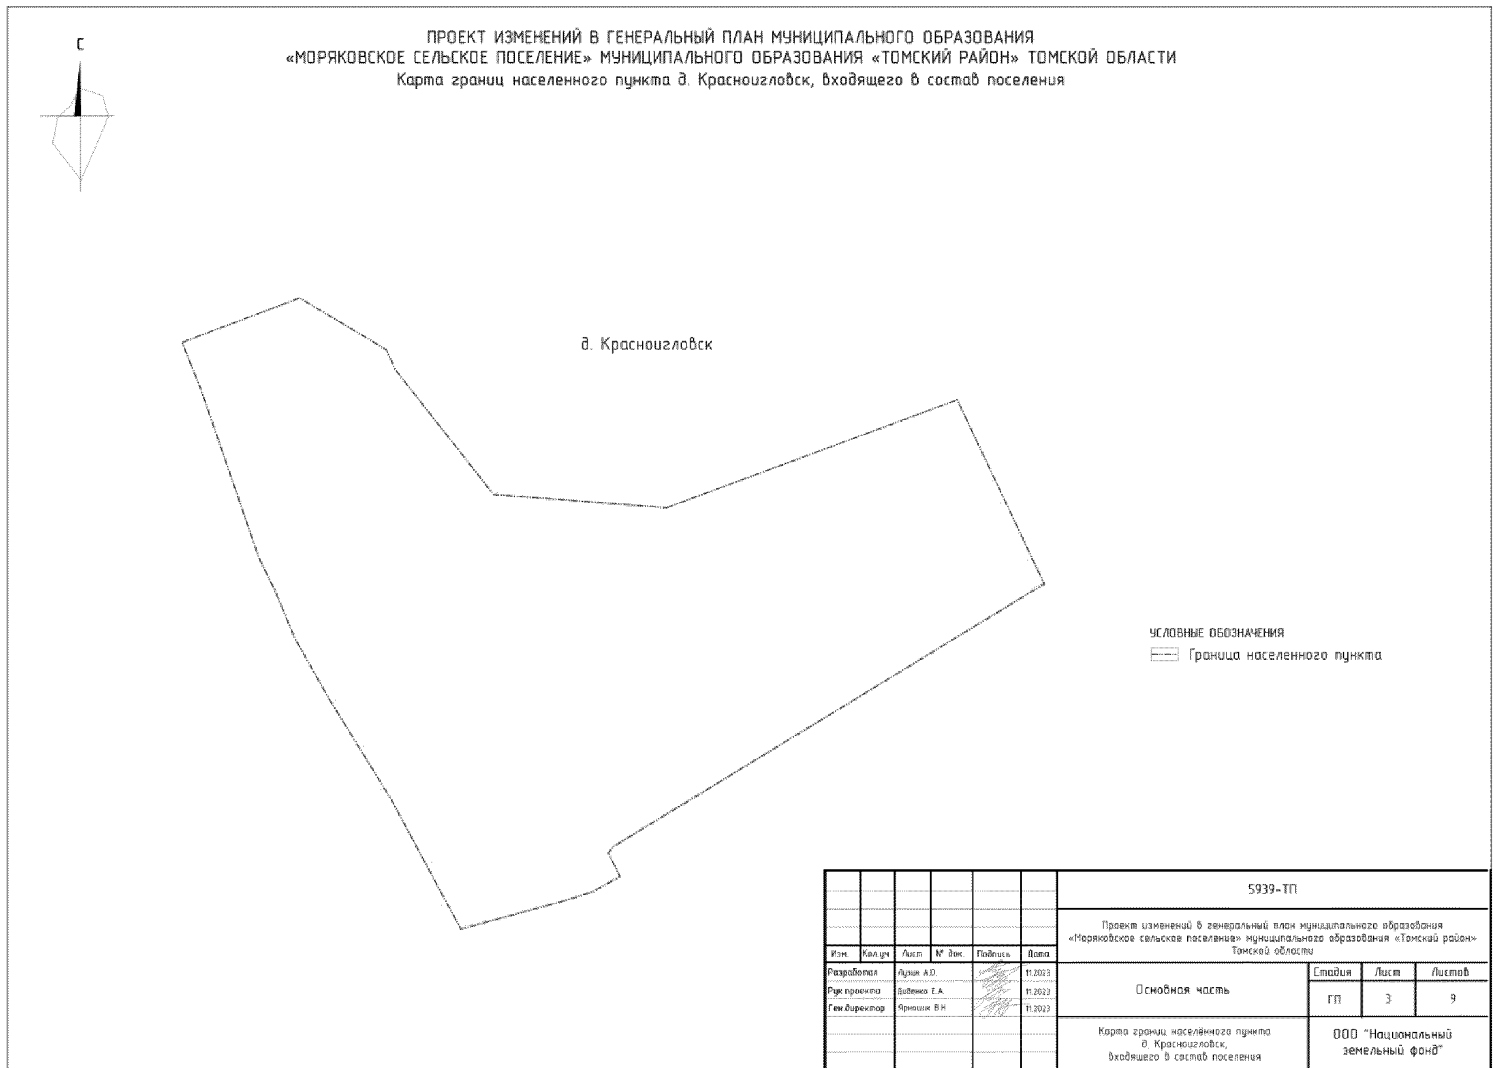 С
ПРОЕКТ ИЗМЕНЕНИЙ В ГЕНЕРАЛЬНЫЙ ПЛАН МУНИЦИПАЛЬНОГО ОБРАЗОВАНИЯ
«МОРЯКОВСКОЕ СЕЛЬСКОЕ ПОСЕЛЕНИЕ» МУНИЦИПАЛЬНОГО ОБРАЗОВАНИЯ «ТОМСКИЙ РАЙОН» ТОМСКОЙ ОБЛАСТИ
Карта границ населенного пункта д. Красноигловск, входящего в состав поселения
д. Красноигловск
УСЛОВНЫЕ ОБОЗНАЧЕНИЯ
Граница населенного пункта
5939-ТП
Проект изменений в генеральный план муниципального образования
«Моряковское сельское поселение» муниципального образования «Томский район»
Томской области
Изм. Кол.уч Лист № док. Подпись Дата
Разработал А.О. 11.2023
Рук.проекта Е.А. 11.2023
Ген.директор В.Н. 11.2023
Основная часть
Стадия Лист Листов
ГП 3 9
Карта границ населённого пункта
д. Красноигловск,
входящего в состав поселения
ООО "Национальный
земельный фонд"